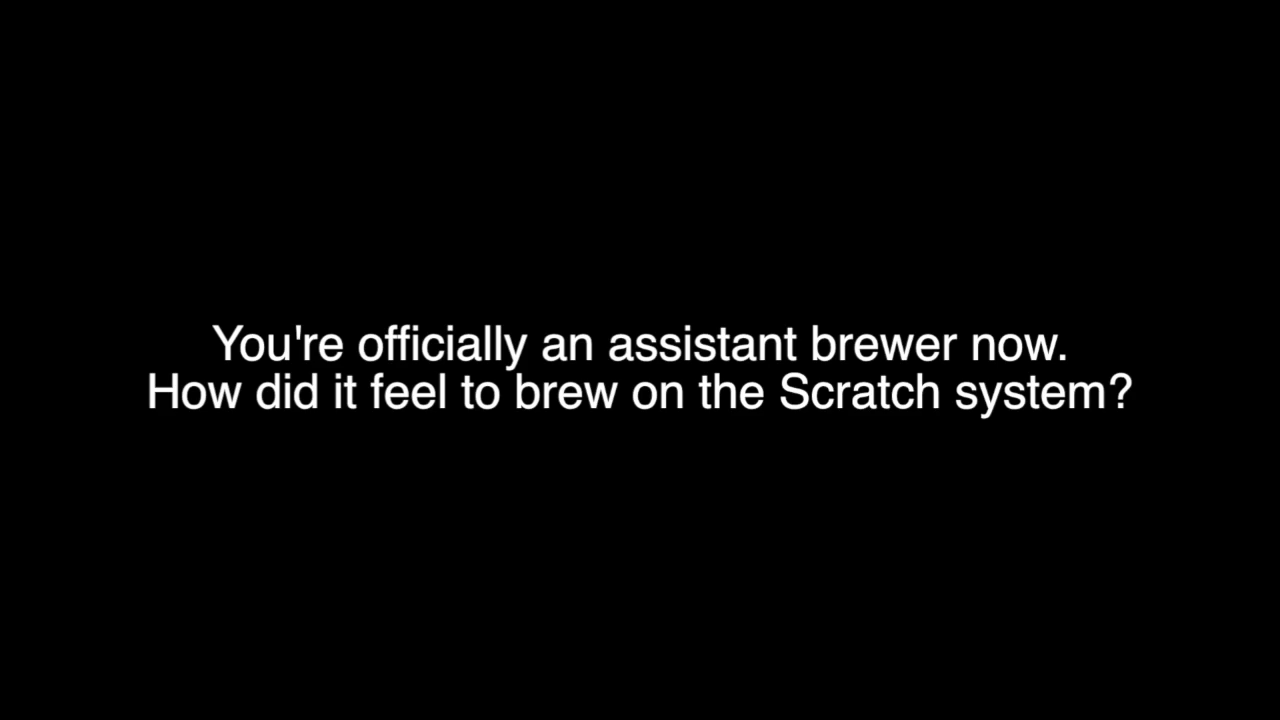 You're officially an assistant brewer now.
How did it feel to brew on the Scratch system?